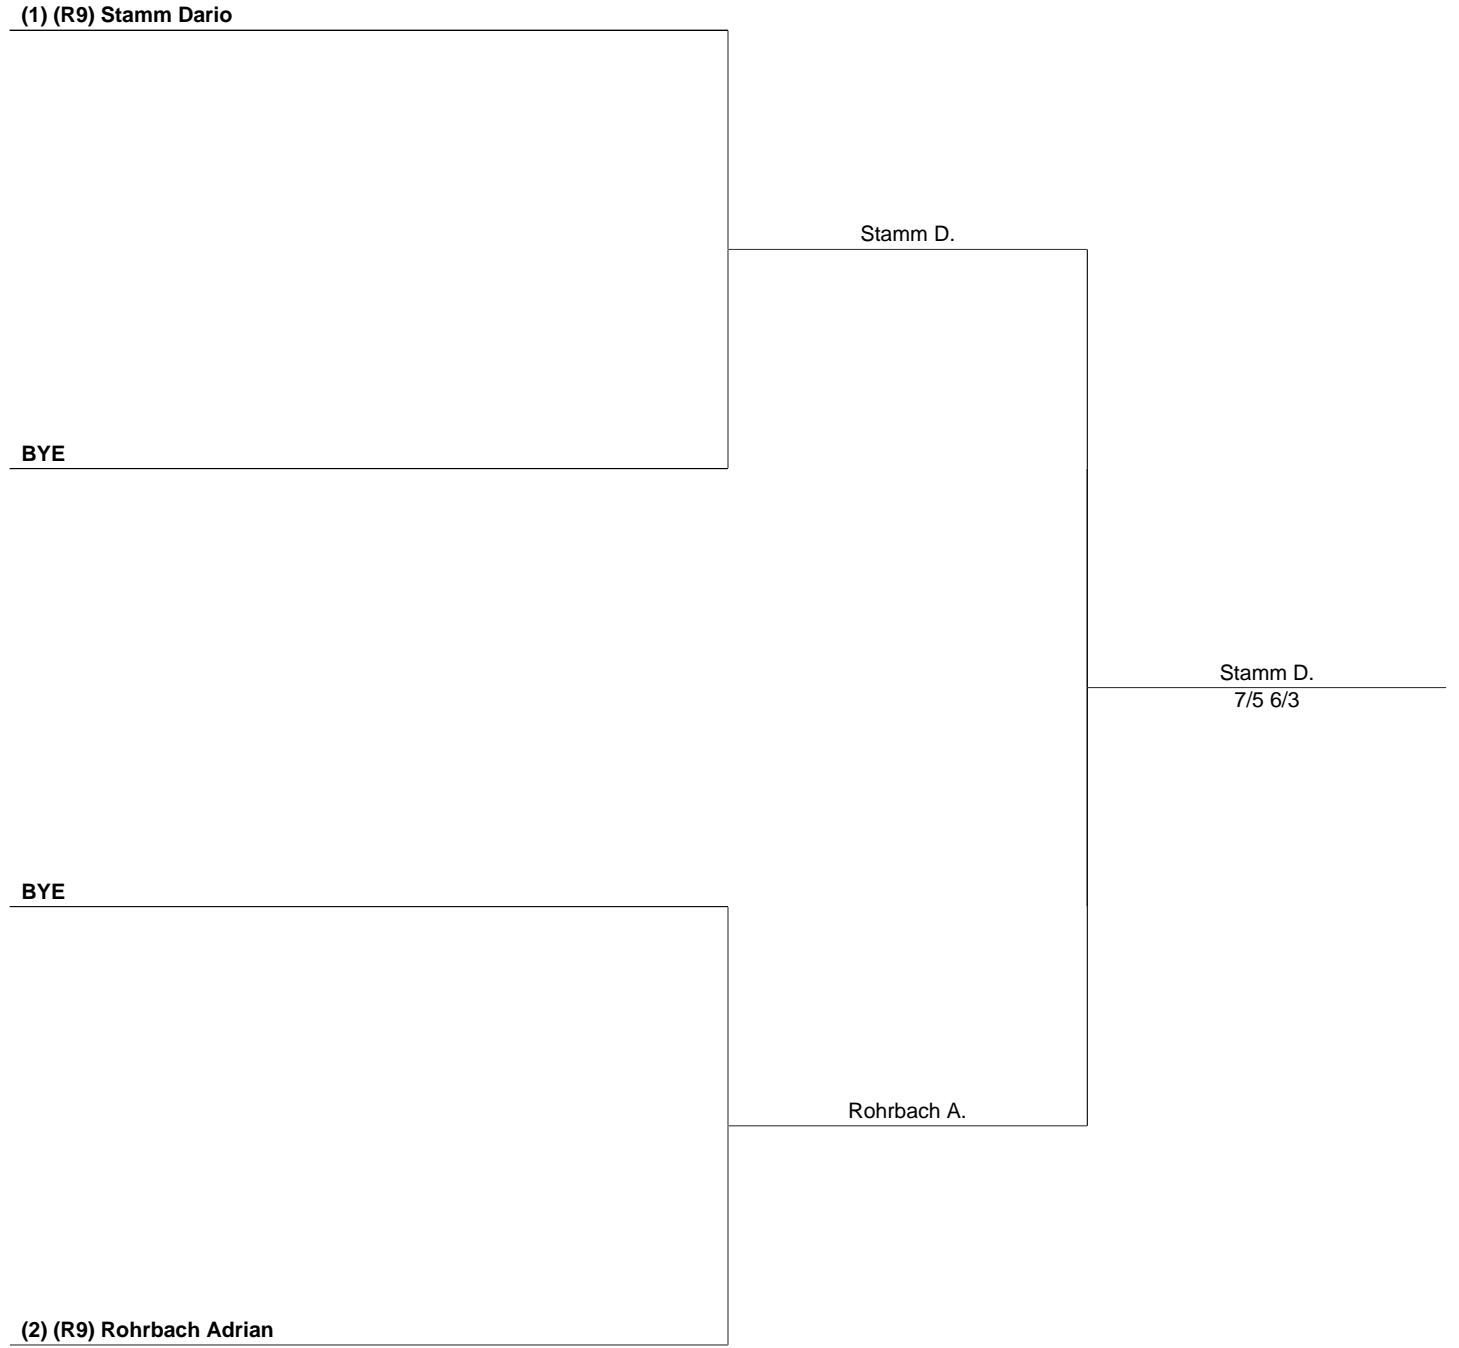 (1) (R9) Stamm Dario
Stamm D.
BYE
Stamm D.
7/5 6/3
BYE
Rohrbach A.
(2) (R9) Rohrbach Adrian